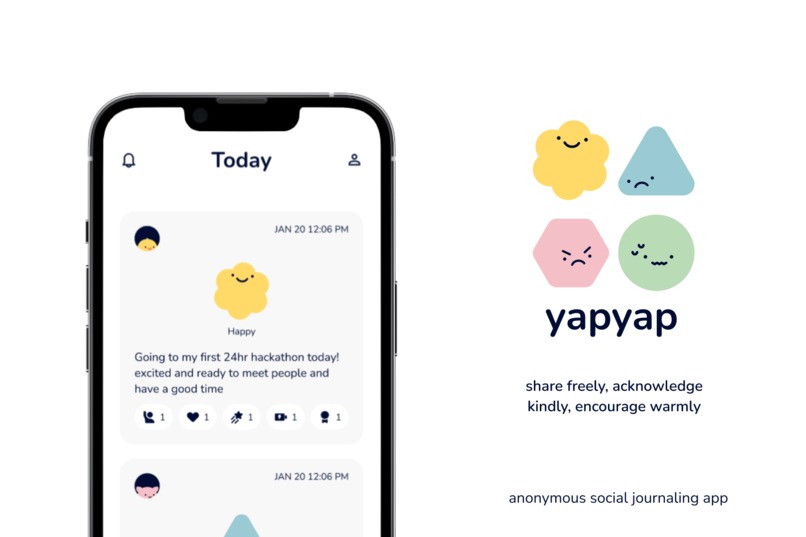 Today
JAN 20 12:06 PM
Happy
Going to my first 24hr hackathon today!
excited and ready to meet people and
have a good time
1 1 1 1 1
JAN 20 12:06 PM
yapyap
share freely, acknowledge
kindly, encourage warmly
anonymous social journaling app